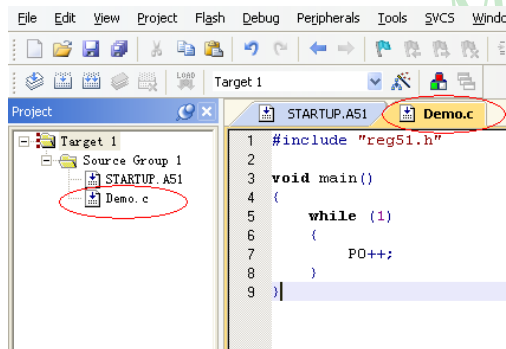 File Edit View Project Flash Debug Peripherals Tools SVCS
Target 1
Project
STARTUP.A51 Demo.c
Target 1
Source Group 1
STARTUP.A51
Demo.c
1 #include "reg51.h"
2
3 void main()
4 {
5 while (1)
6 {
7 P0++;
8 }
9 }